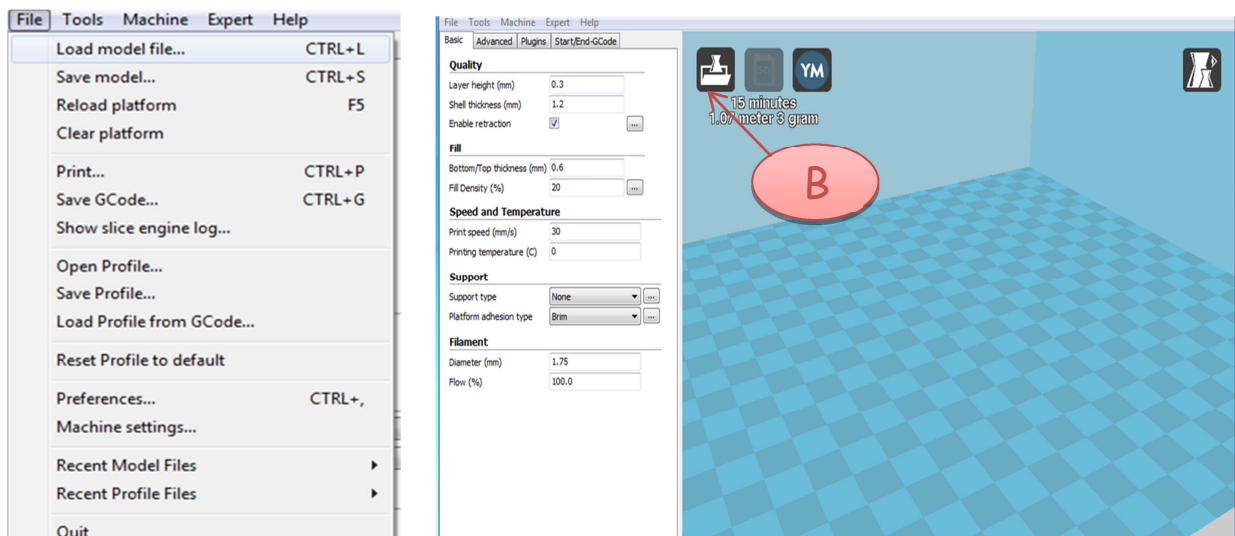 File Tools Machine Expert Help
Load model file... CTRL+L
Save model... CTRL+S
Reload platform F5
Clear platform
Print... CTRL+P
Save GCode... CTRL+G
Show slice engine log...
Open Profile...
Save Profile...
Load Profile from GCode...
Reset Profile to default
Preferences... CTRL+,
Machine settings...
Recent Model Files
Recent Profile Files
Quit
File Tools Machine Expert Help
Basic Advanced Plugins Start/End-GCode
Quality
Layer height (mm) 0.3
Shell thickness (mm) 1.2
Enable retraction ...
Fill
Bottom/Top thickness (mm) 0.6
Fill Density (%) 20 ...
Speed and Temperature
Print speed (mm/s) 30
Printing temperature (C) 0
Support
Support type None ...
Platform adhesion type Brim ...
Filament
Diameter (mm) 1.75
Flow (%) 100.0
SD YM
15 minutes
1.07 meter 3 gram
B